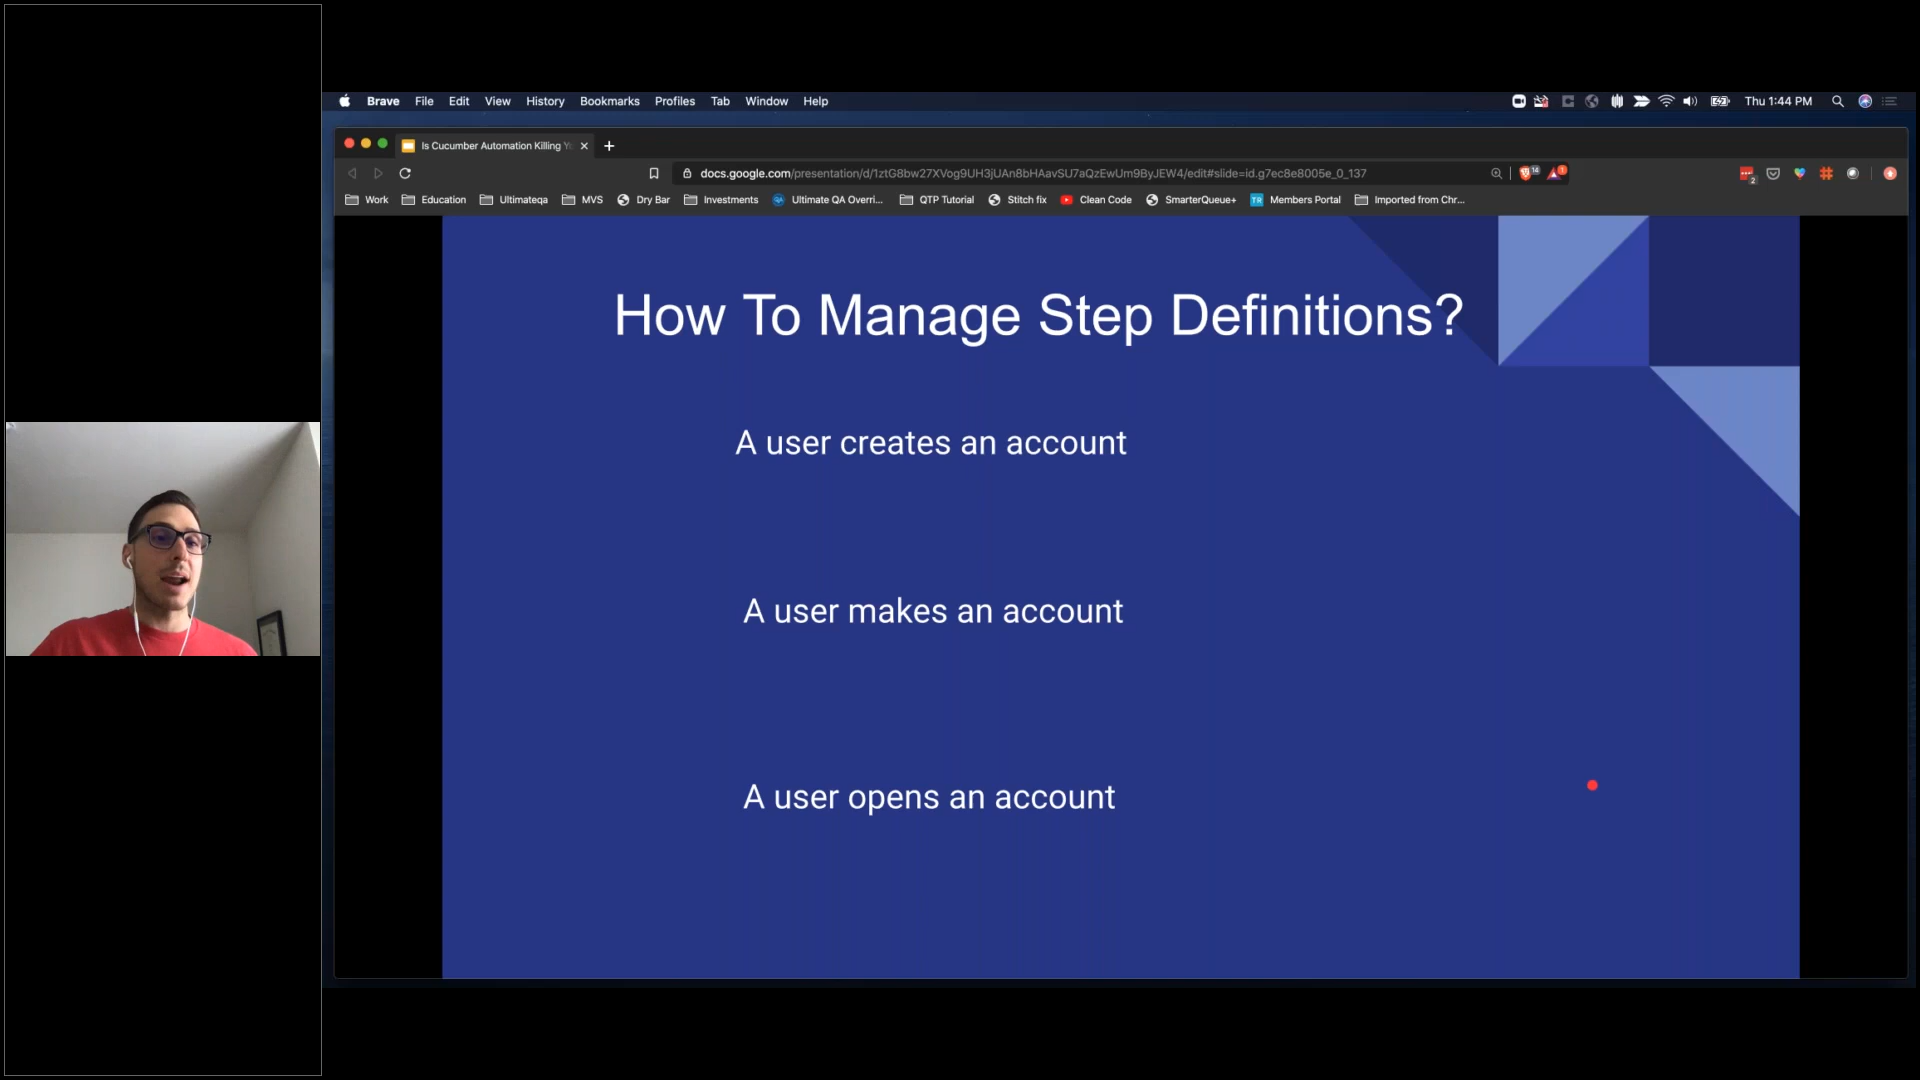 Brave File Edit View History Bookmarks Profiles Tab Window Help Thu 1:44 PM
Is Cucumber Automation Killing
docs.google.com/presentation/d/1ztG8bw27XVog9UH3jUAn8bHAavSU7aQzEwUm9ByJEW4/edit#slide=id.g7ec8e8005e_0_137
Work Education Ultimateqa MVS Dry Bar Investments Ultimate QA Overri... QTP Tutorial Stitch fix Clean Code SmarterQueue+ TR Members Portal Imported from Chr...
How To Manage Step Definitions?
A user creates an account
A user makes an account
A user opens an account